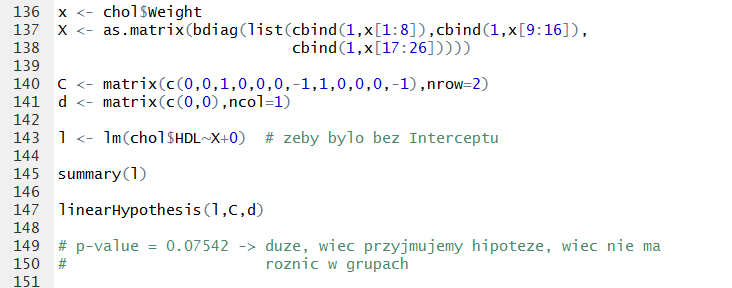 136 x <- chol$Weight
137 X <- as.matrix(bdiag(list(cbind(1,x[1:8]),cbind(1,x[9:16]),
138 cbind(1,x[17:26]))))
139
140 C <- matrix(c(0,0,1,0,0,0,-1,1,0,0,0,-1),nrow=2)
141 d <- matrix(c(0,0),ncol=1)
142
143 l <- lm(chol$HDL~X+0) # zeby bylo bez Interceptu
144
145 summary(l)
146
147 linearHypothesis(l,C,d)
148
149 # p-value = 0.07542 -> duze, wiec przyjmujemy hipoteze, wiec nie ma
150 # roznic w grupach
151